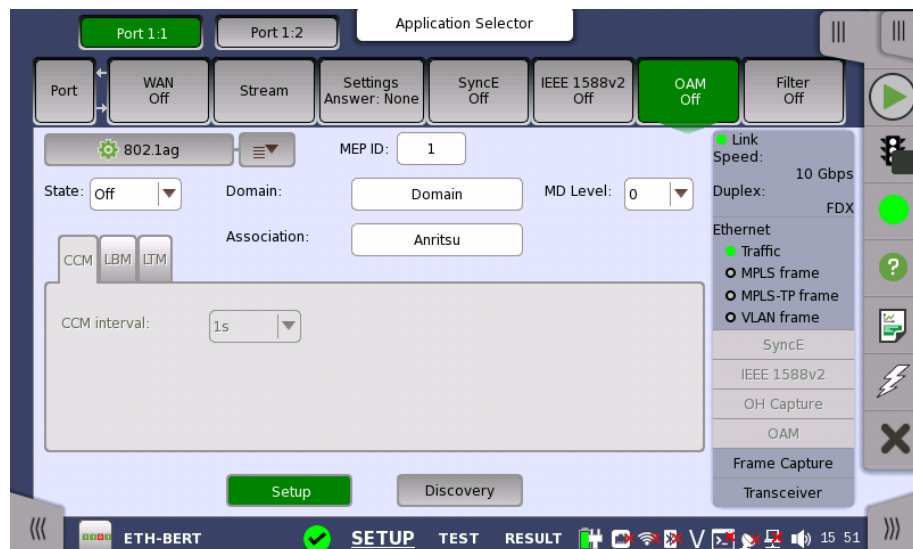 Port 1:1
Port 1:2
Application Selector
Port
WAN
Off
Stream
Settings
Answer: None
SyncE
Off
IEEE 1588v2
Off
OAM
Off
Filter
Off
802.1ag
MEP ID:
1
State:
Off
Domain:
Domain
MD Level:
0
Association:
Anritsu
CCM
LBM
LTM
CCM interval:
1s
Setup
Discovery
Link
Speed:
10 Gbps
Duplex:
FDX
Ethernet
Traffic
MPLS frame
MPLS-TP frame
VLAN frame
SyncE
IEEE 1588v2
OH Capture
OAM
Frame Capture
Transceiver
ETH-BERT
SETUP
TEST
RESULT
15 51